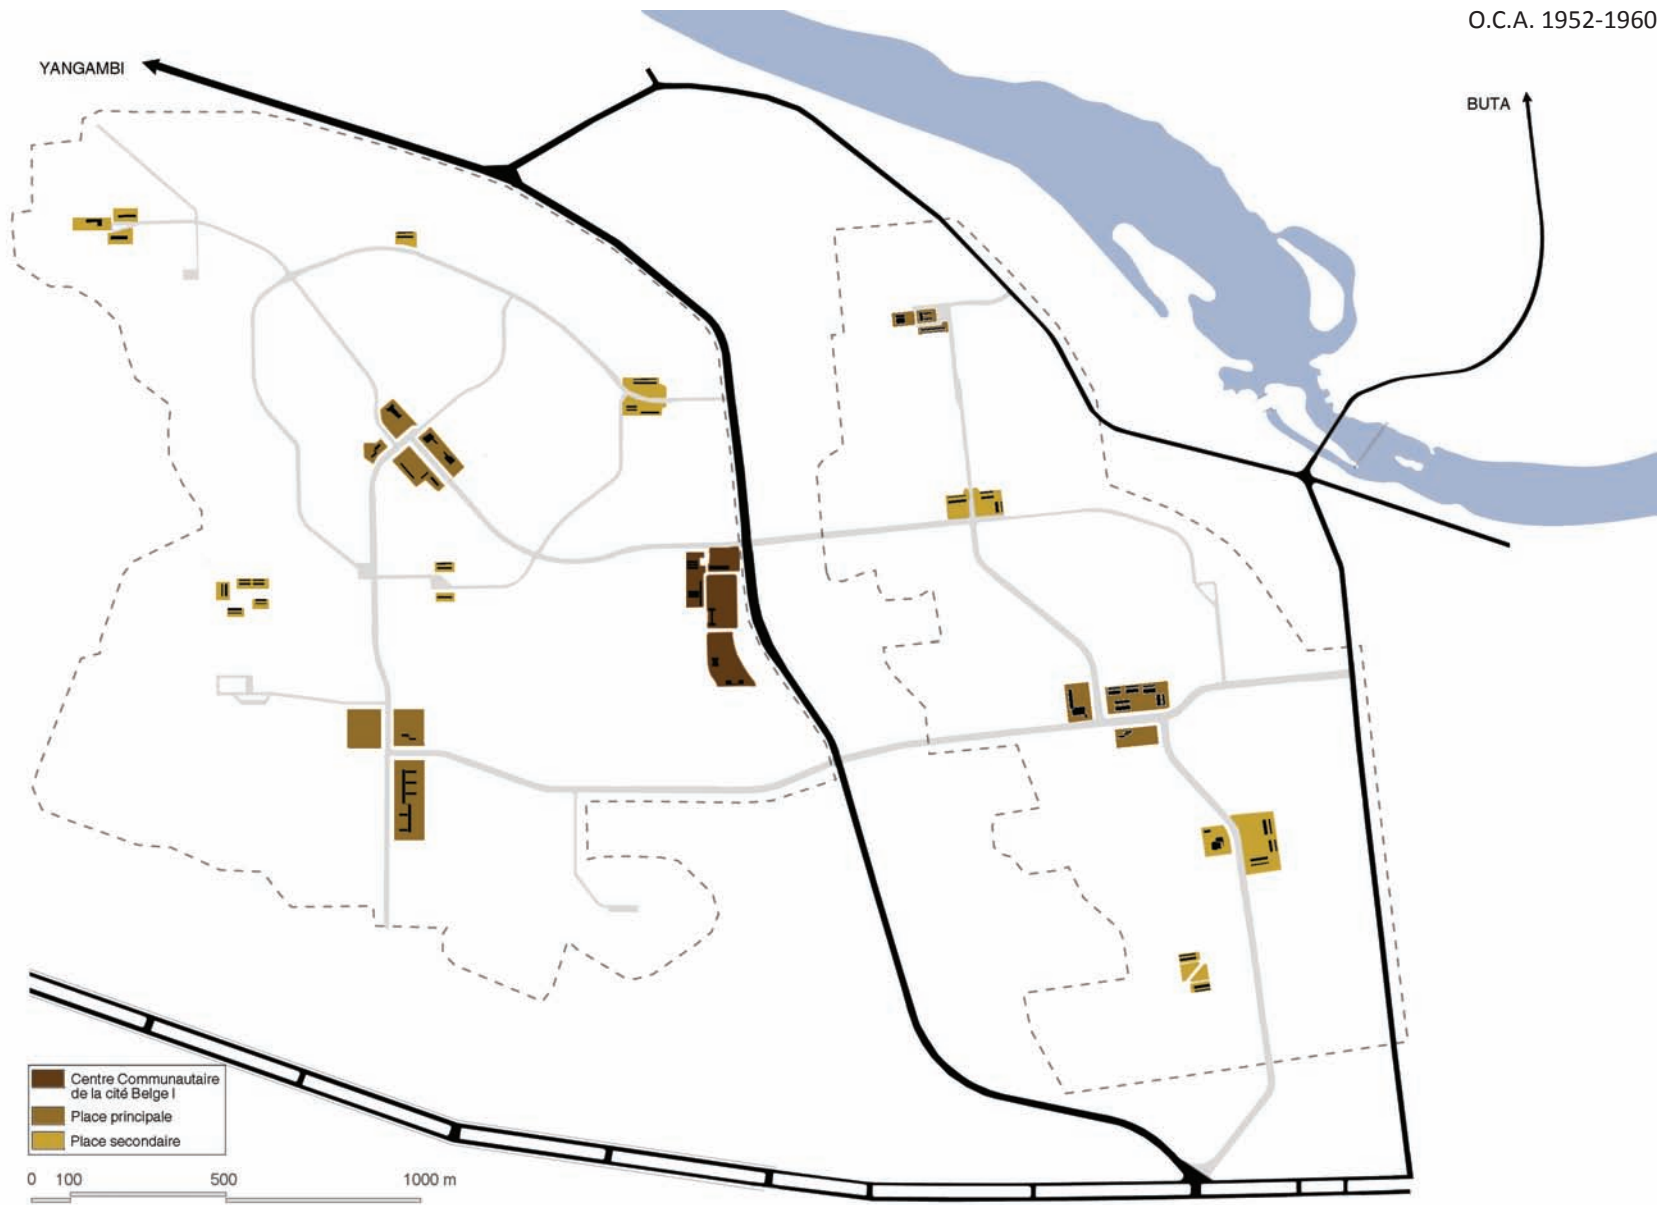 O.C.A. 1952-1960
YANGAMBI
BUTA
Centre Communautaire
de la cité Belge I
Place principale
Place secondaire
0 100 500 1000 m